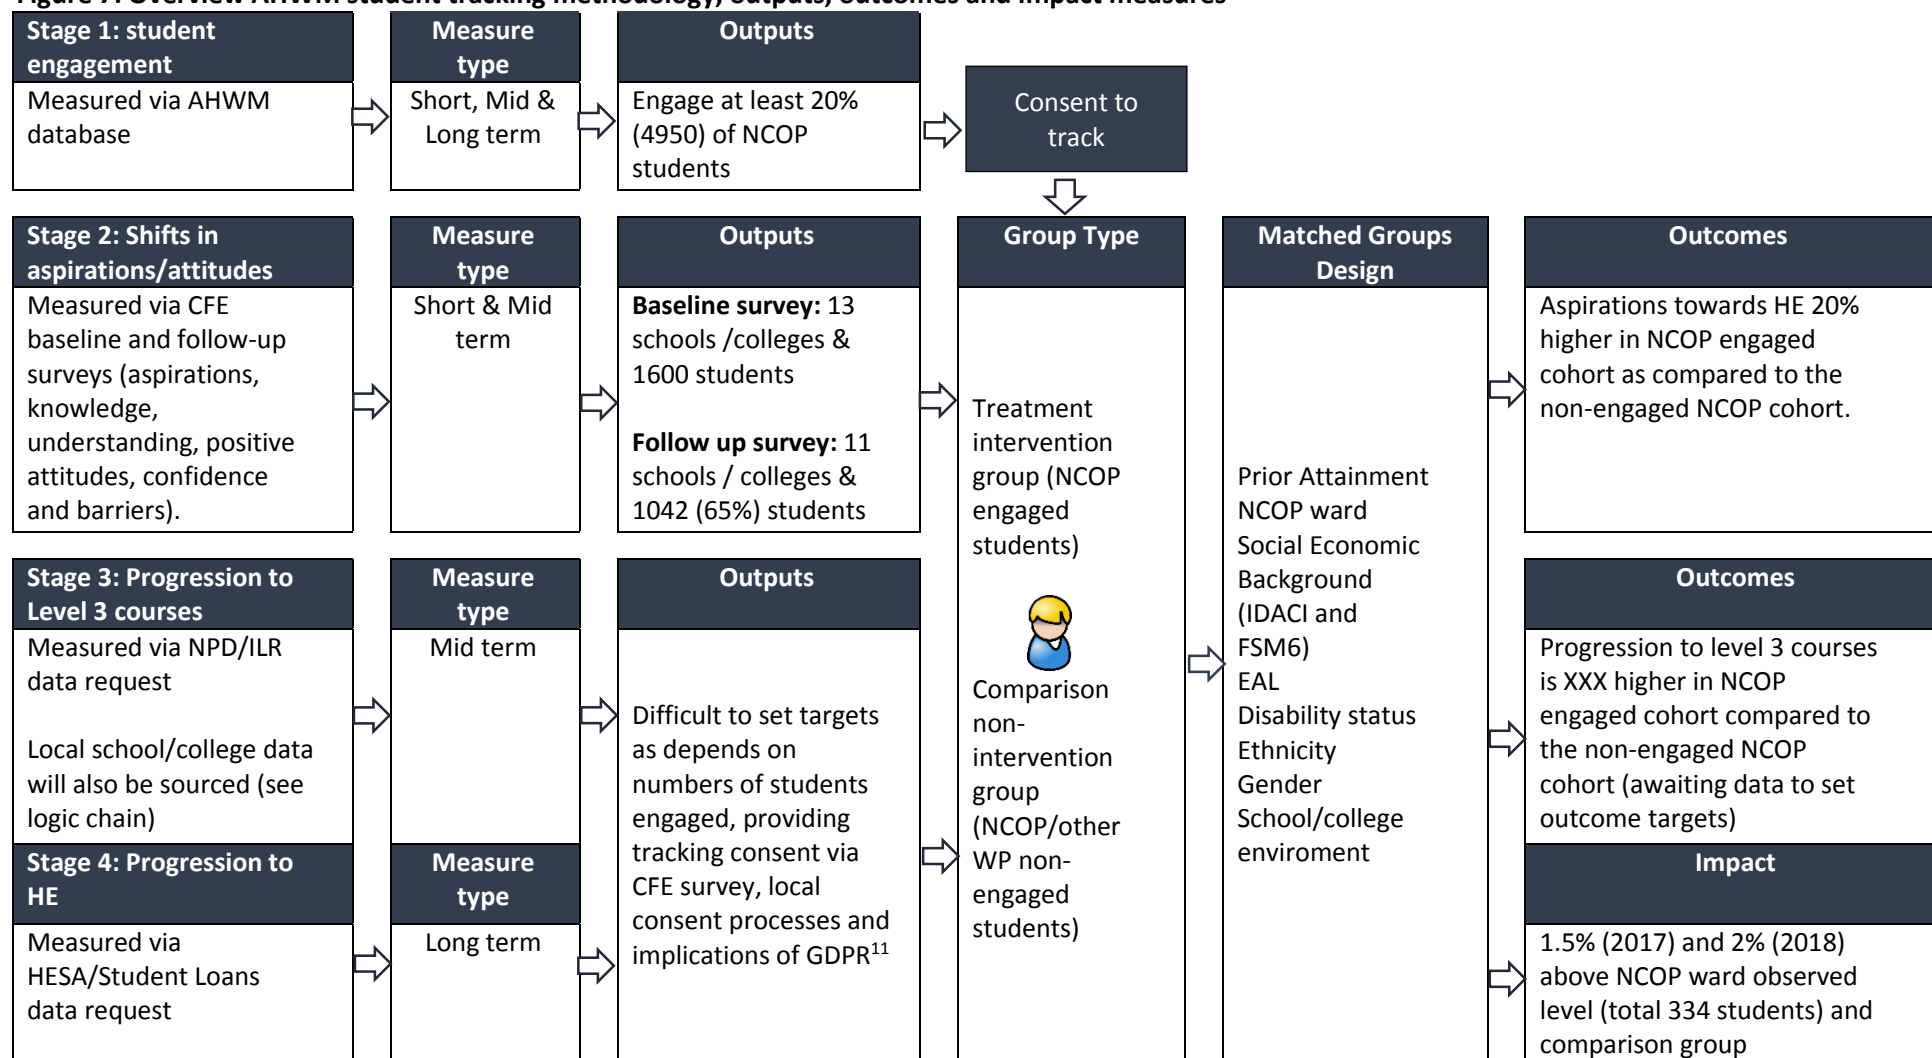 Figure 7: Overview AHWM student tracking methodology, outputs, outcomes and impact measures
Stage 1: student
engagement
Measured via AHWM
database
Measure
type
Short, Mid &
Long term
Outputs
Engage at least 20%
(4950) of NCOP
students
Consent to
track
Stage 2: Shifts in
aspirations/attitudes
Measured via CFE
baseline and follow-up
surveys (aspirations,
knowledge,
understanding, positive
attitudes, confidence
and barriers).
Measure
type
Short & Mid
term
Outputs
Baseline survey: 13
schools /colleges &
1600 students
Follow up survey: 11
schools / colleges &
1042 (65%) students
Group Type
Treatment
intervention
group (NCOP
engaged
students)
Comparison
non-
intervention
group
(NCOP/other
WP non-
engaged
students)
Matched Groups
Design
Prior Attainment
NCOP ward
Social Economic
Background
(IDACI and
FSM6)
EAL
Disability status
Ethnicity
Gender
School/college
enviroment
Outcomes
Aspirations towards HE 20%
higher in NCOP engaged
cohort as compared to the
non-engaged NCOP cohort.
Stage 3: Progression to
Level 3 courses
Measured via NPD/ILR
data request
Local school/college data
will also be sourced (see
logic chain)
Measure
type
Mid term
Outputs
Difficult to set targets
as depends on
numbers of students
engaged, providing
tracking consent via
CFE survey, local
consent processes and
implications of GDPR11
Outcomes
Progression to level 3 courses
is XXX higher in NCOP
engaged cohort compared to
the non-engaged NCOP
cohort (awaiting data to set
outcome targets)
Stage 4: Progression to
HE
Measured via
HESA/Student Loans
data request
Measure
type
Long term
Impact
1.5% (2017) and 2% (2018)
above NCOP ward observed
level (total 334 students) and
comparison group